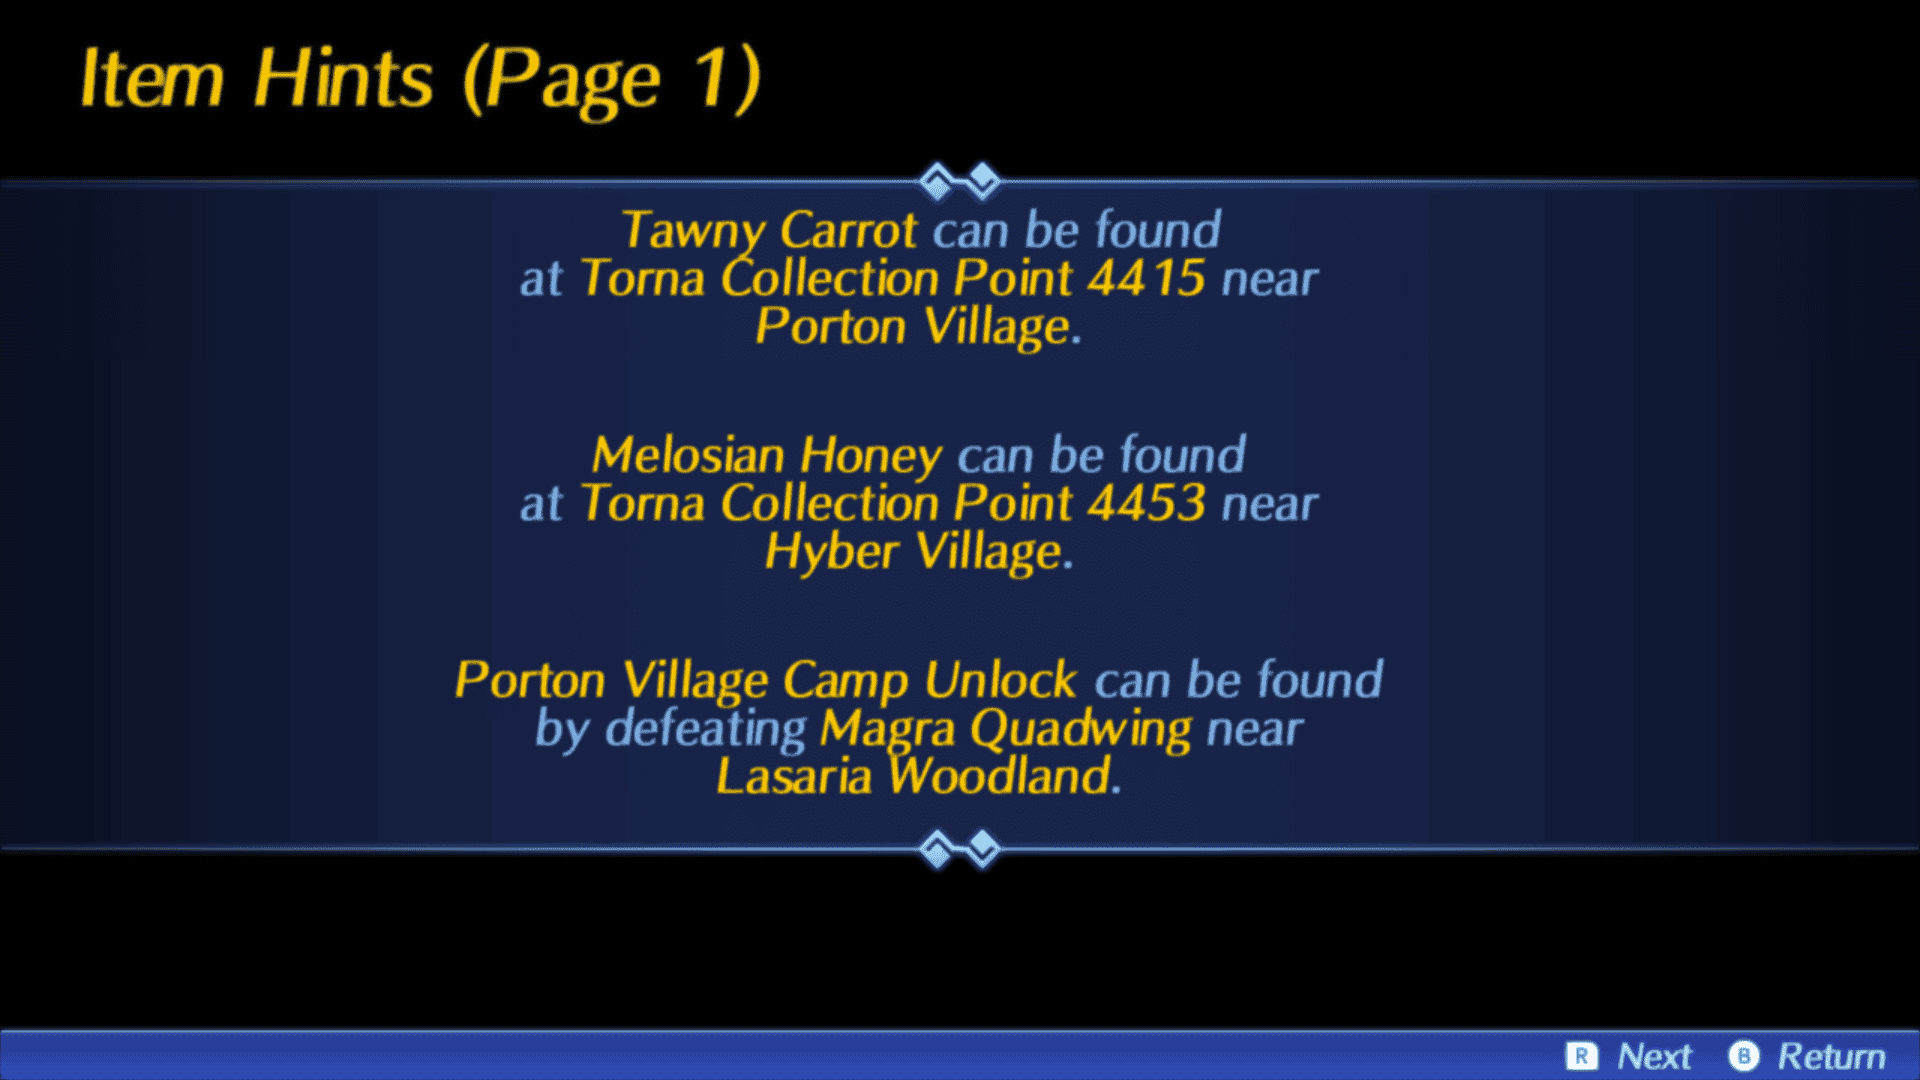 Item Hints (Page 1)
Tawny Carrot can be found
at Torna Collection Point 4415 near
Porton Village.
Melosian Honey can be found
at Torna Collection Point 4453 near
Hyber Village.
Porton Village Camp Unlock can be found
by defeating Magra Quadwing near
Lasaria Woodland.
R Next B Return